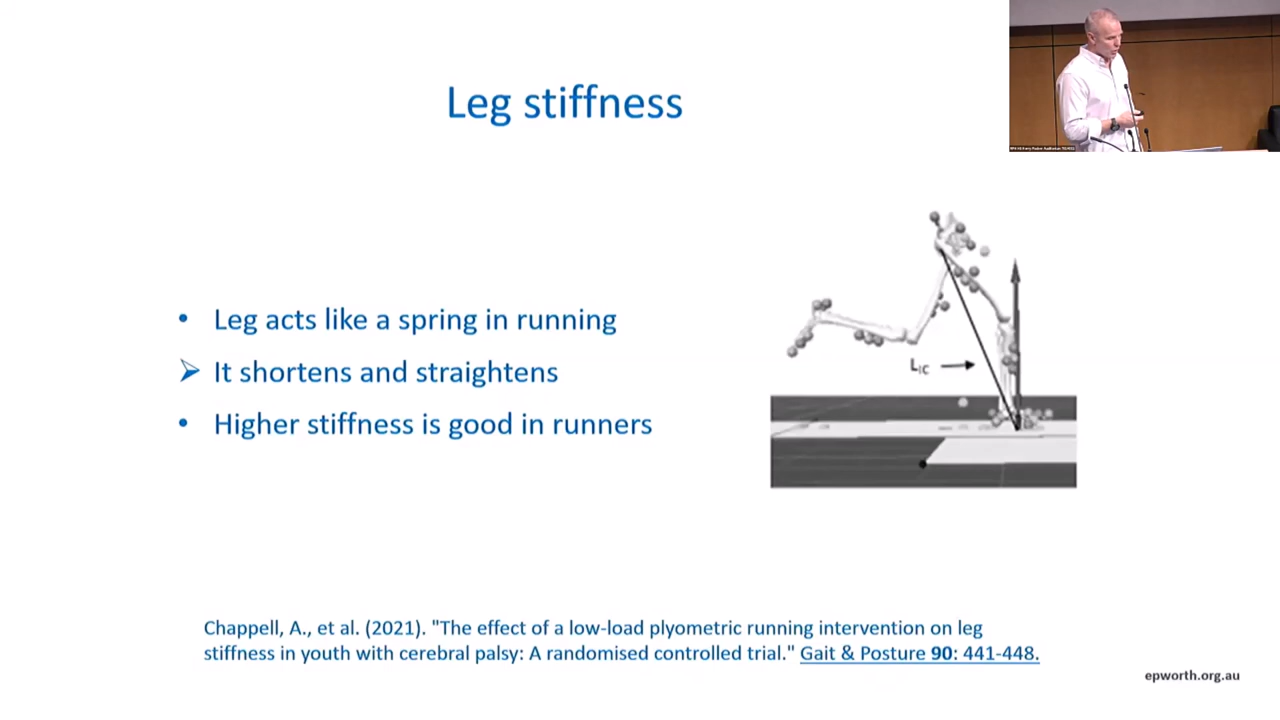 Leg stiffness
• Leg acts like a spring in running
➢ It shortens and straightens
• Higher stiffness is good in runners
LIC
Chappell, A., et al. (2021). "The effect of a low-load plyometric running intervention on leg
stiffness in youth with cerebral palsy: A randomised controlled trial." Gait & Posture 90: 441-448.
epworth.org.au